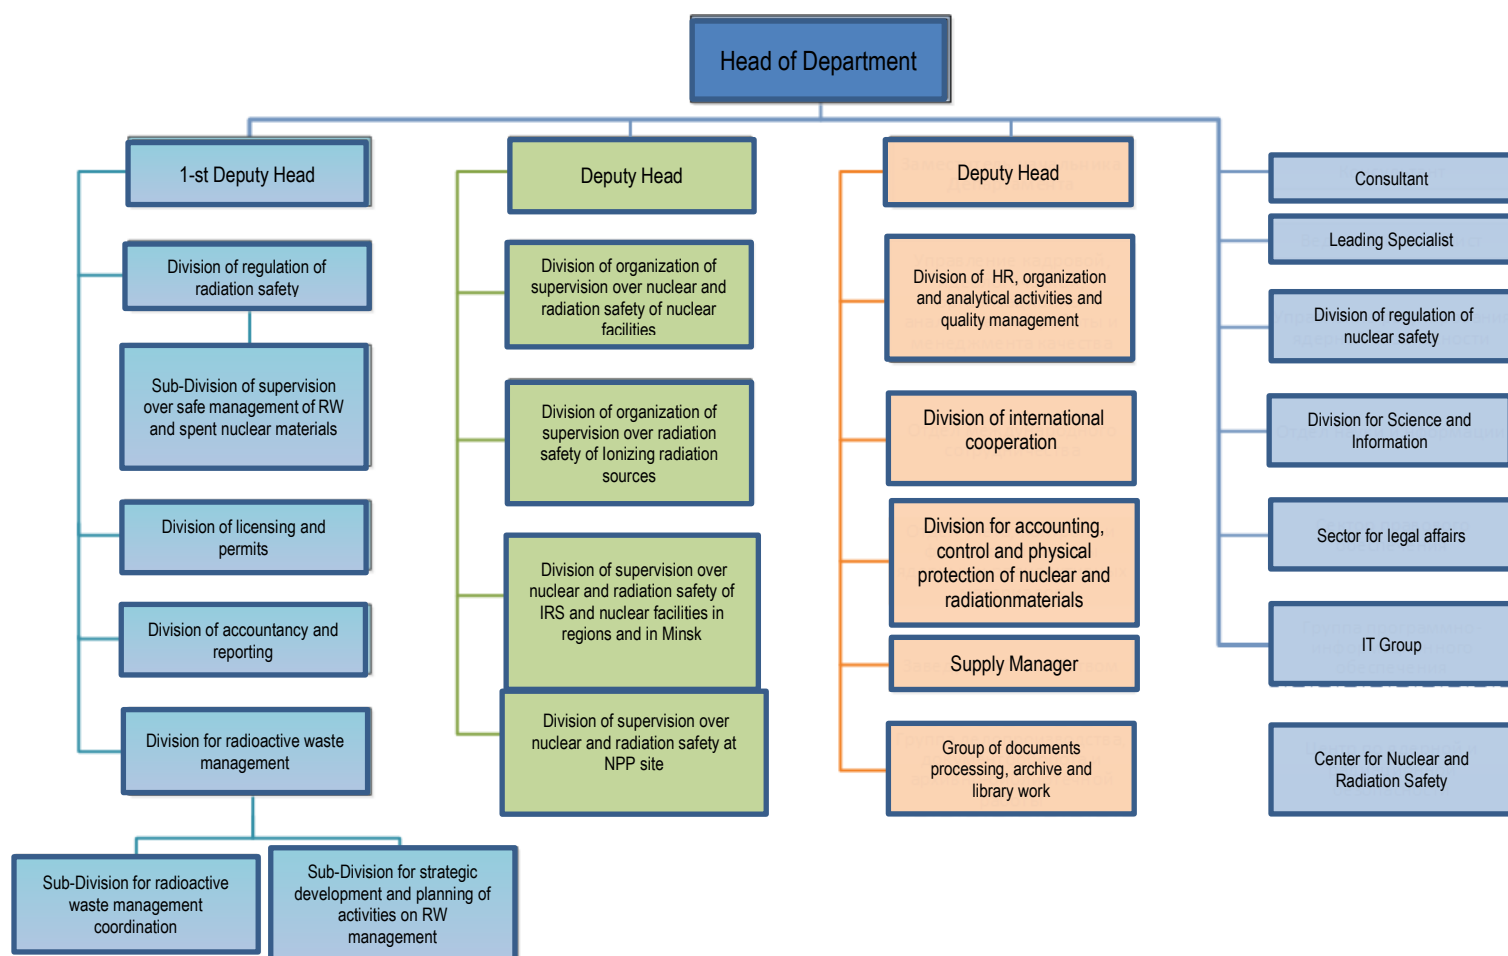 Head of Department
1-st Deputy Head
Division of regulation of
radiation safety
Sub-Division of supervision
over safe management of RW
and spent nuclear materials
Division of licensing and
permits
Division of accountancy and
reporting
Division for radioactive waste
management
Sub-Division for radioactive
waste management
coordination
Sub-Division for strategic
development and planning of
activities on RW
management
Deputy Head
Division of organization of
supervision over nuclear and
radiation safety of nuclear
facilities
Division of organization of
supervision over radiation
safety of Ionizing radiation
sources
Division of supervision over
nuclear and radiation safety of
IRS and nuclear facilities in
regions and in Minsk
Division of supervision over
nuclear and radiation safety at
NPP site
Deputy Head
Division of HR, organization
and analytical activities and
quality management
Division of international
cooperation
Division for accounting,
control and physical
protection of nuclear and
radiationmaterials
Supply Manager
Group of documents
processing, archive and
library work
Consultant
Leading Specialist
Division of regulation of
nuclear safety
Division for Science and
Information
Sector for legal affairs
IT Group
Center for Nuclear and
Radiation Safety